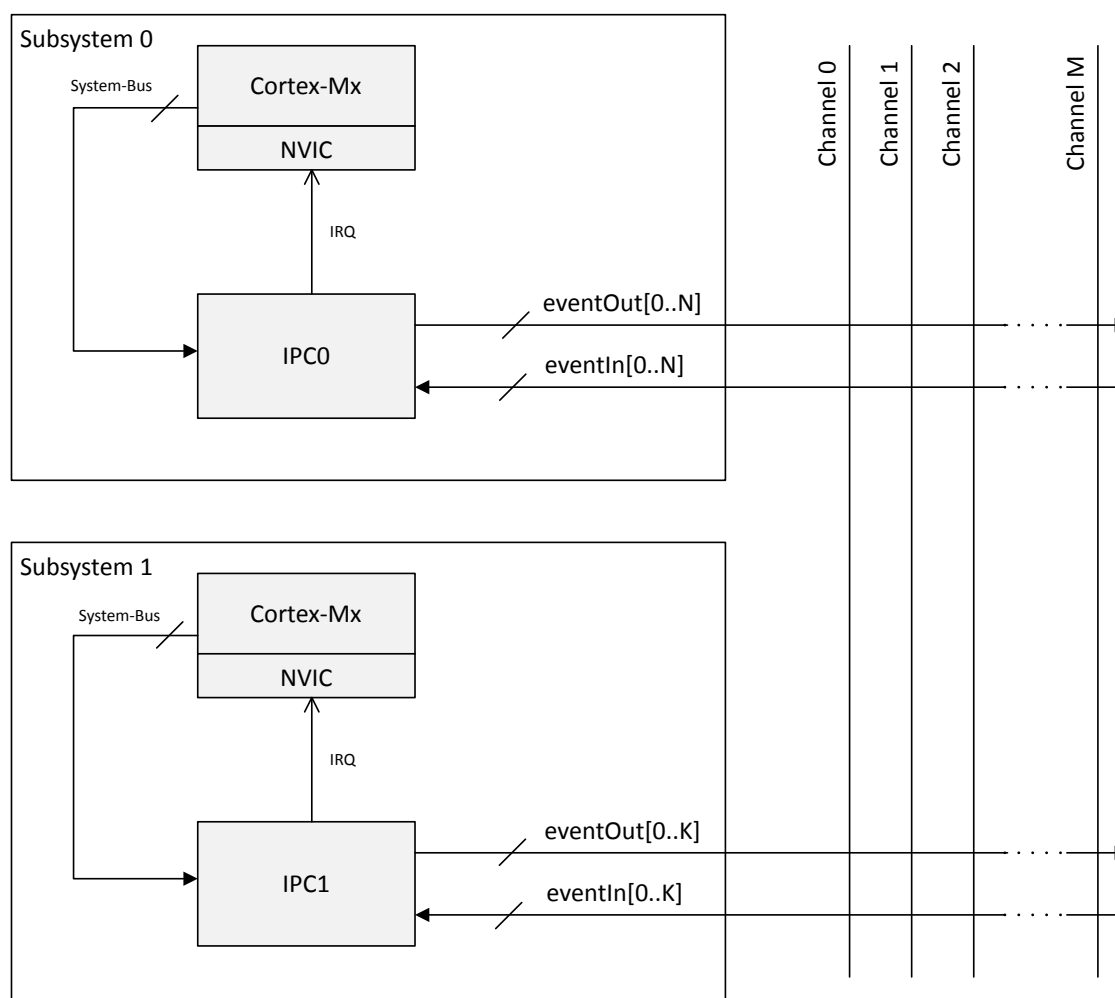 Subsystem 0
System-Bus
Cortex-Mx
NVIC
IRQ
IPC0
eventOut[0..N]
eventIn[0..N]
Channel 0
Channel 1
Channel 2
Channel M
Subsystem 1
System-Bus
Cortex-Mx
NVIC
IRQ
IPC1
eventOut[0..K]
eventIn[0..K]